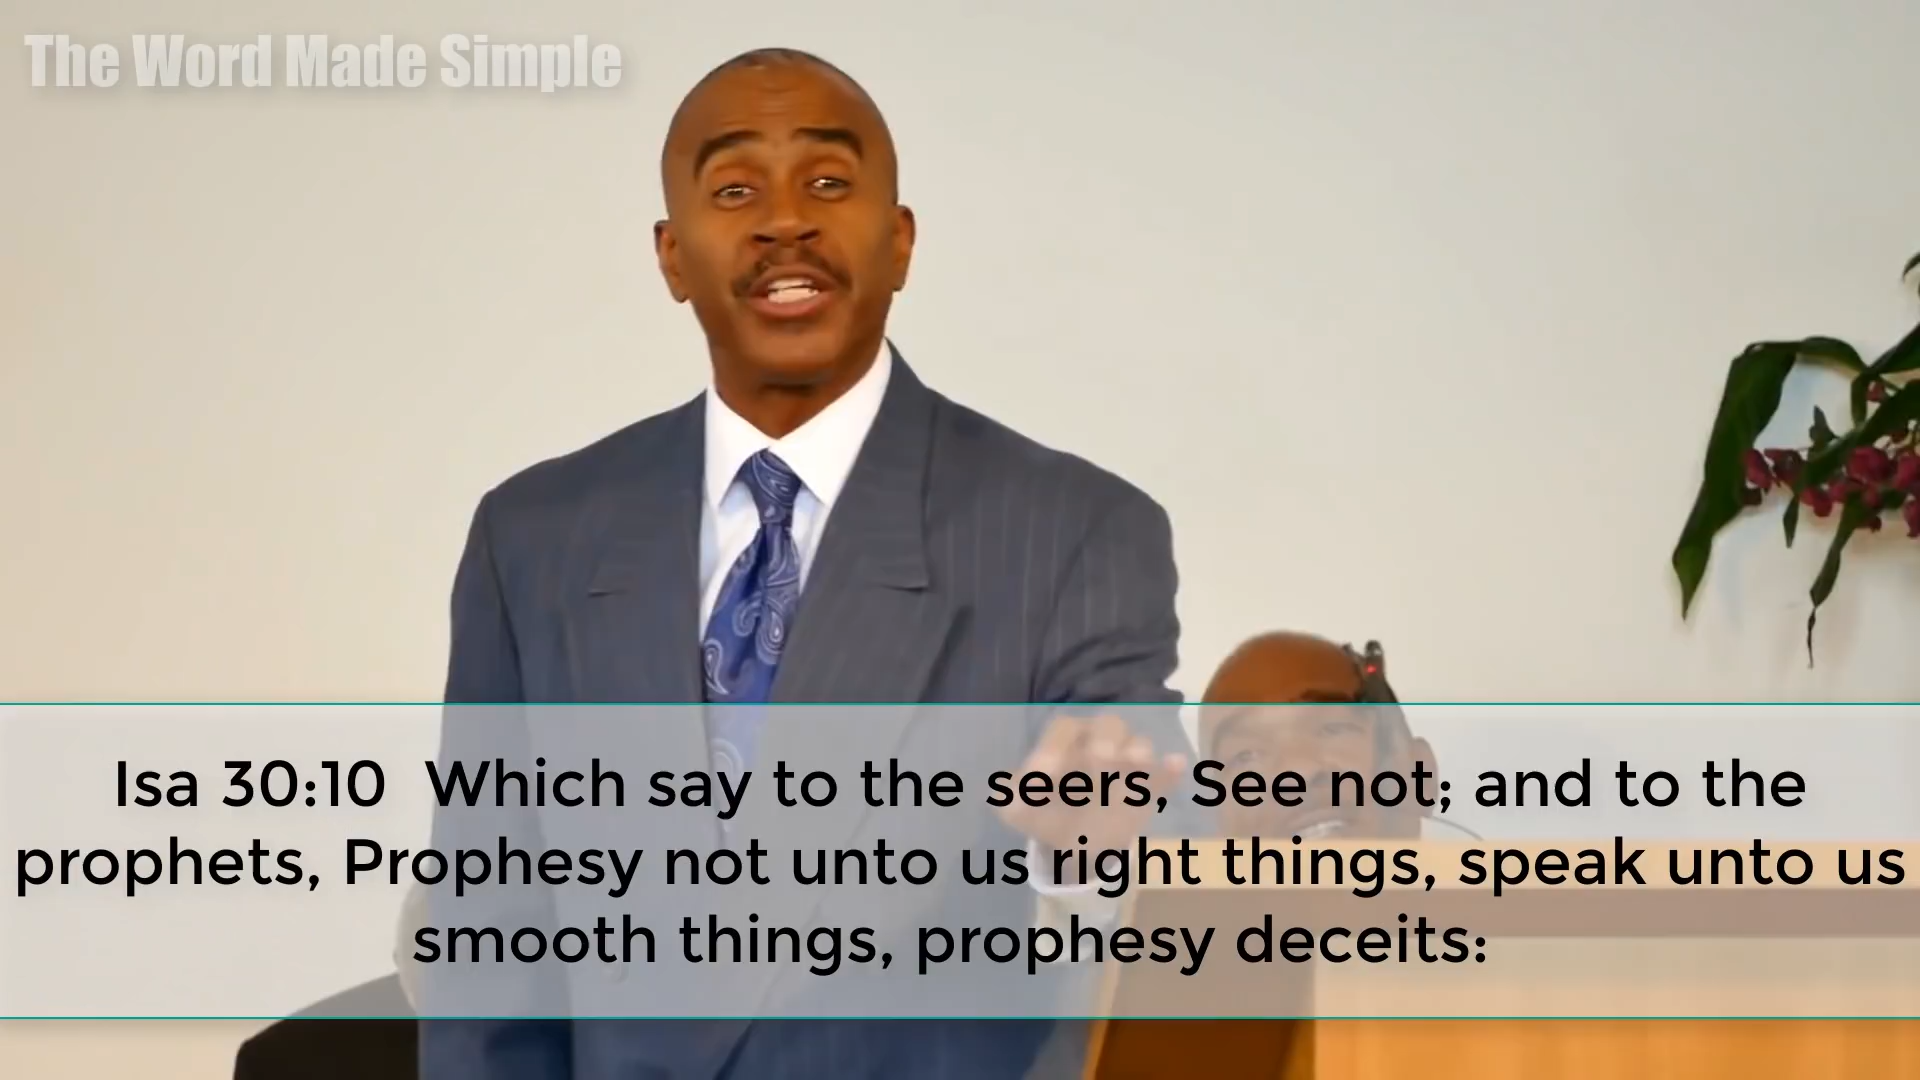 The Word Made Simple
Isa 30:10  Which say to the seers, See not; and to the
prophets, Prophesy not unto us right things, speak unto us
smooth things, prophesy deceits: